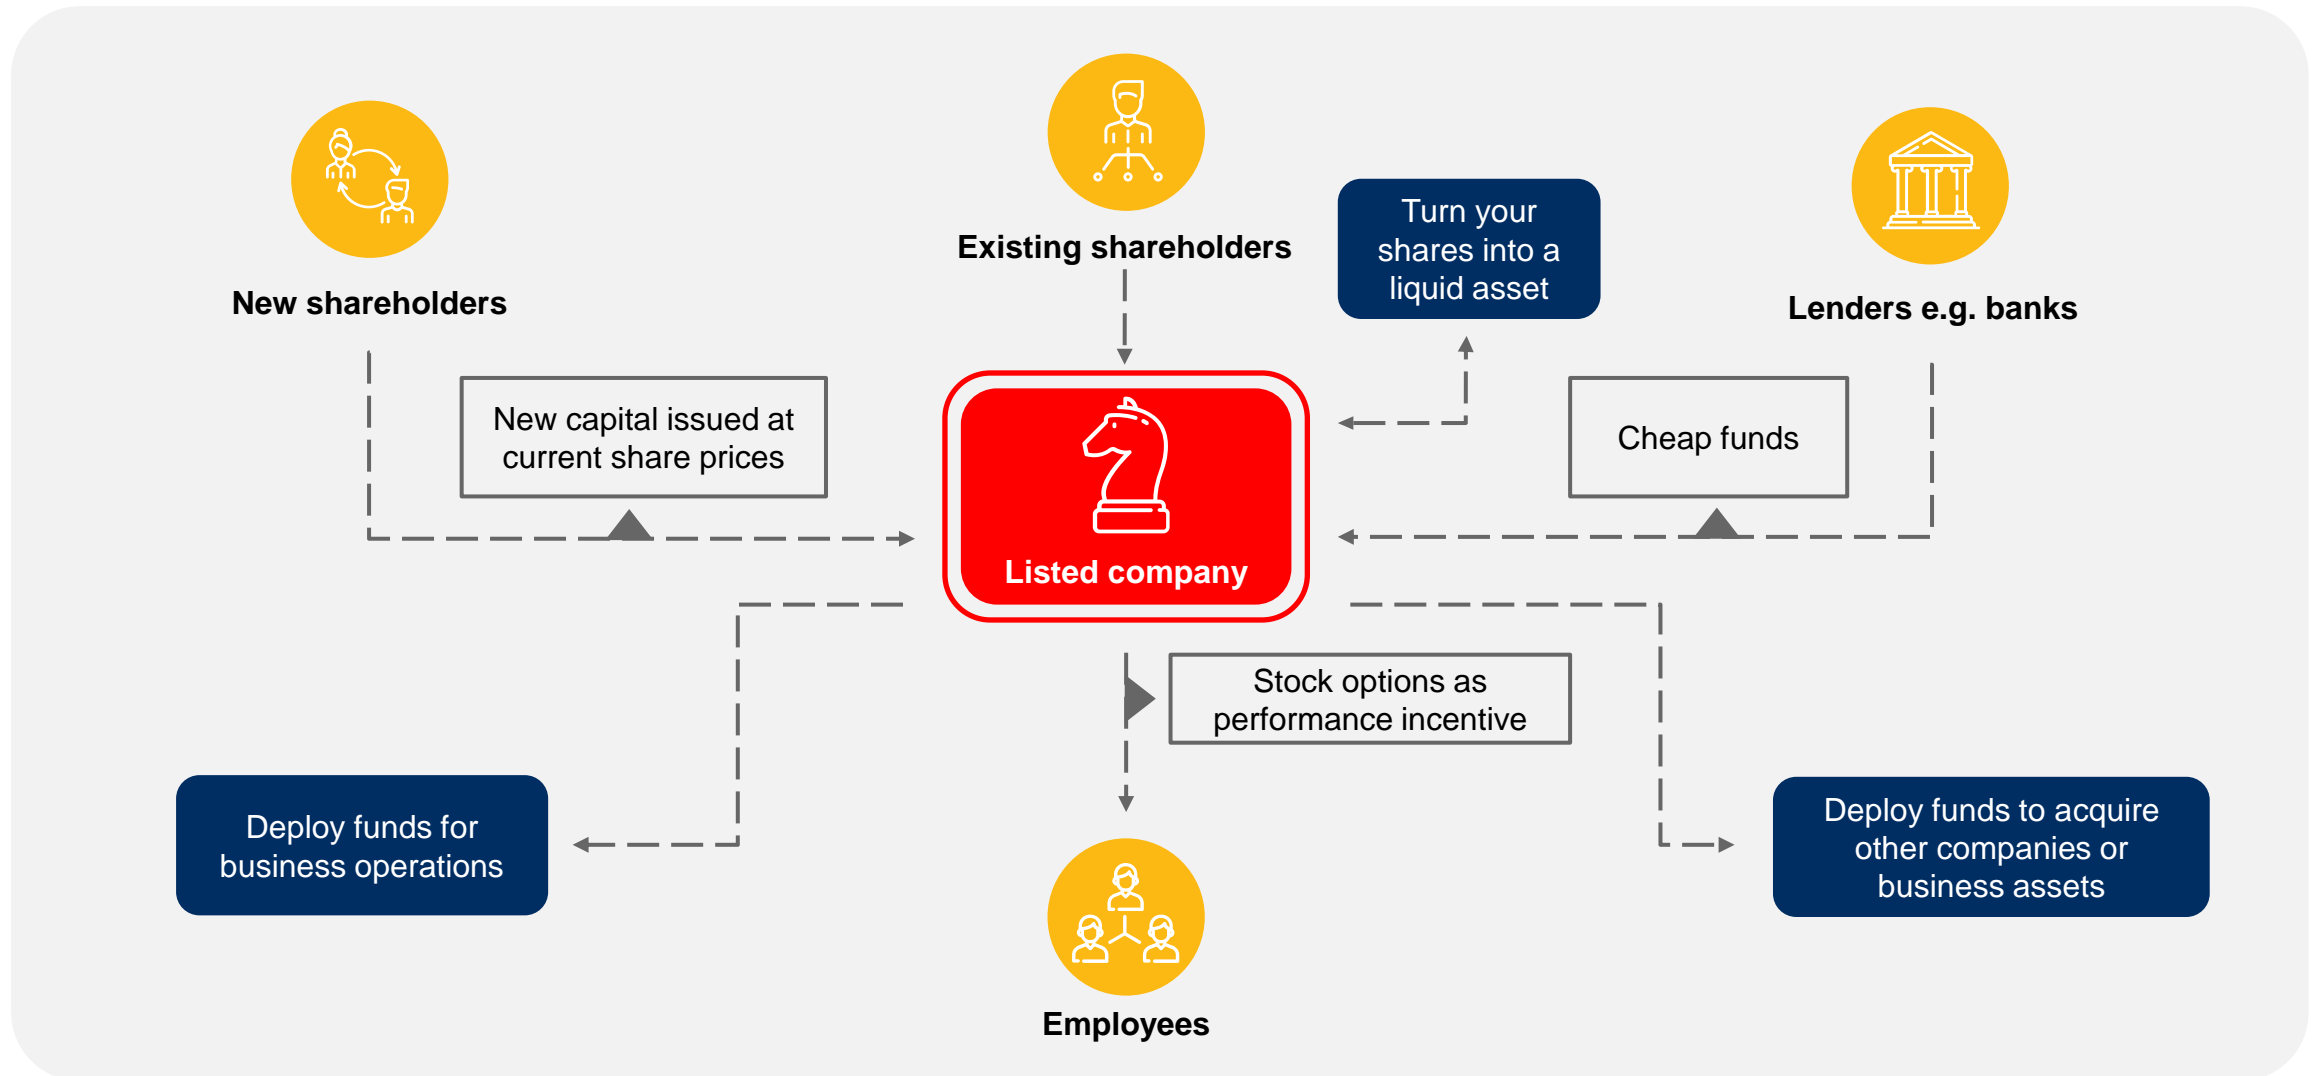 Existing shareholders
Turn your
shares into a
liquid asset
New shareholders
Lenders e.g. banks
New capital issued at
current share prices
Cheap funds
Listed company
Stock options as
performance incentive
Deploy funds for
business operations
Deploy funds to acquire
other companies or
business assets
Employees